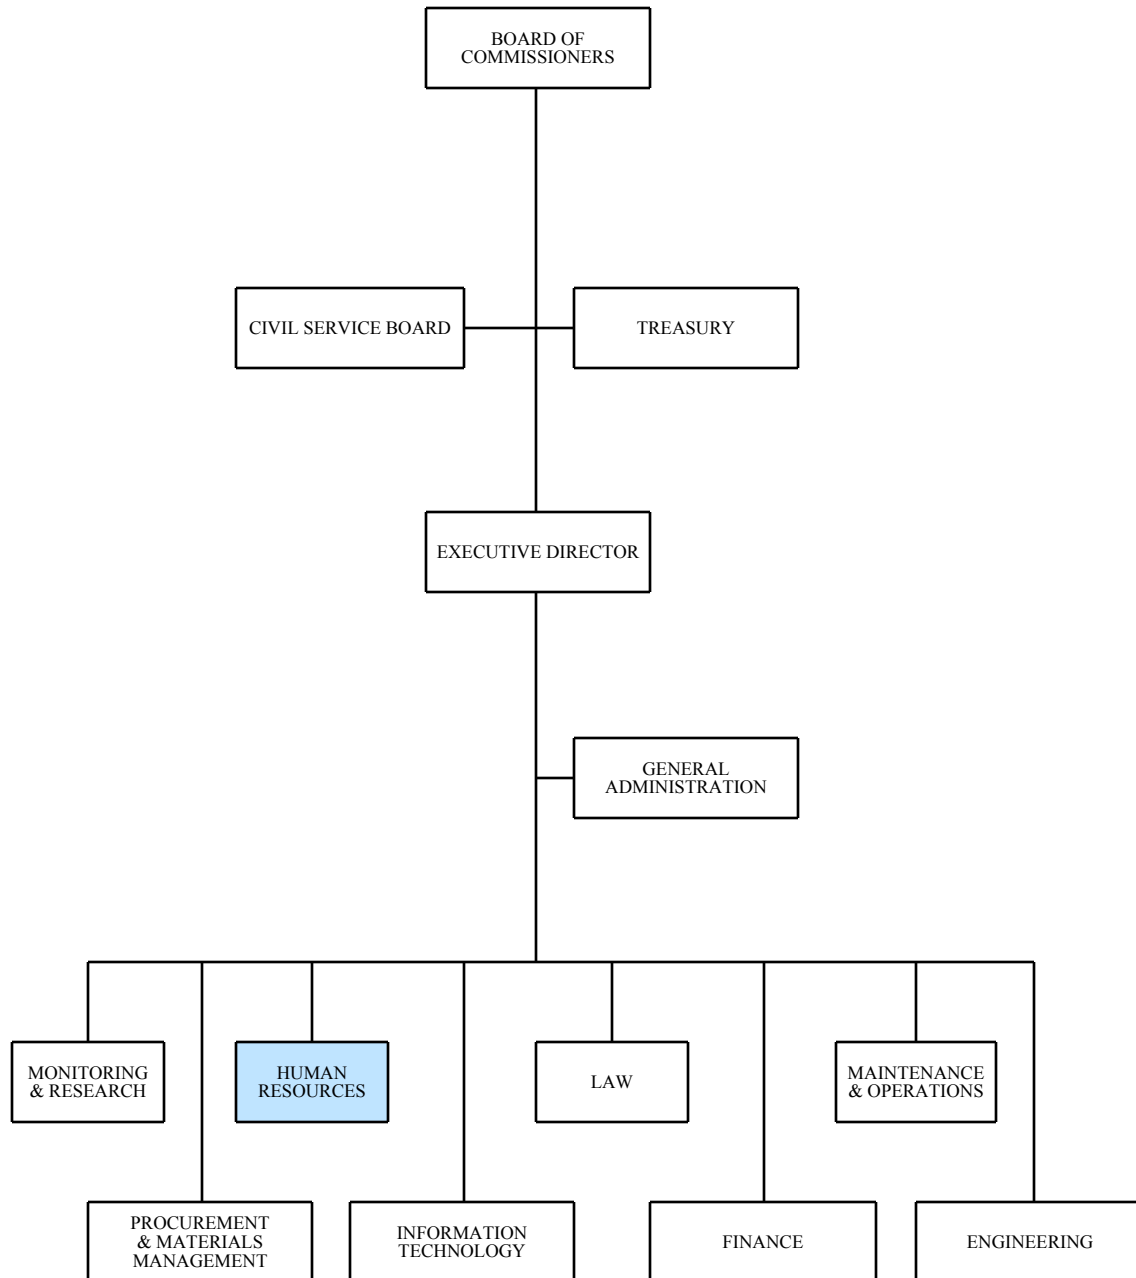 BOARD OF
COMMISSIONERS
CIVIL SERVICE BOARD
TREASURY
EXECUTIVE DIRECTOR
GENERAL
ADMINISTRATION
MONITORING
& RESEARCH
HUMAN
RESOURCES
LAW
MAINTENANCE
& OPERATIONS
PROCUREMENT
& MATERIALS
MANAGEMENT
INFORMATION
TECHNOLOGY
FINANCE
ENGINEERING